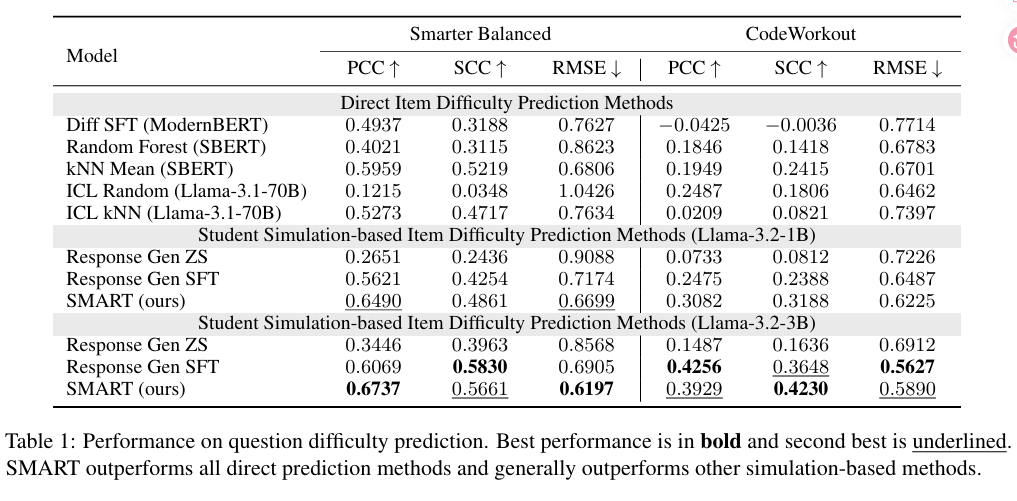 Model Smarter Balanced CodeWorkout
PCC ↑ SCC ↑ RMSE ↓ PCC ↑ SCC ↑ RMSE ↓
Direct Item Difficulty Prediction Methods
Diff SFT (ModernBERT) 0.4937 0.3188 0.7627 −0.0425 −0.0036 0.7714
Random Forest (SBERT) 0.4021 0.3115 0.8623 0.1846 0.1418 0.6783
kNN Mean (SBERT) 0.5959 0.5219 0.6806 0.1949 0.2415 0.6701
ICL Random (Llama-3.1-70B) 0.1215 0.0348 1.0426 0.2487 0.1806 0.6462
ICL kNN (Llama-3.1-70B) 0.5273 0.4717 0.7634 0.0209 0.0821 0.7397
Student Simulation-based Item Difficulty Prediction Methods (Llama-3.2-1B)
Response Gen ZS 0.2651 0.2436 0.9088 0.0733 0.0812 0.7226
Response Gen SFT 0.5621 0.4254 0.7174 0.2475 0.2388 0.6487
SMART (ours) 0.6490 0.4861 0.6699 0.3082 0.3188 0.6225
Student Simulation-based Item Difficulty Prediction Methods (Llama-3.2-3B)
Response Gen ZS 0.3446 0.3963 0.8568 0.1487 0.1636 0.6912
Response Gen SFT 0.6069 0.5830 0.6905 0.4256 0.3648 0.5627
SMART (ours) 0.6737 0.5661 0.6197 0.3929 0.4230 0.5890
Table 1: Performance on question difficulty prediction. Best performance is in bold and second best is underlined.
SMART outperforms all direct prediction methods and generally outperforms other simulation-based methods.